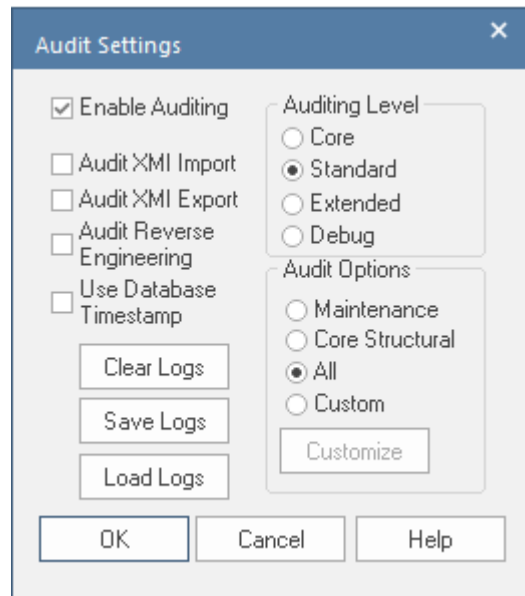 Audit Settings
Enable Auditing
Audit XMI Import
Audit XMI Export
Audit Reverse
Engineering
Use Database
Timestamp
Clear Logs
Save Logs
Load Logs
Auditing Level
Core
Standard
Extended
Debug
Audit Options
Maintenance
Core Structural
All
Custom
Customize
OK
Cancel
Help